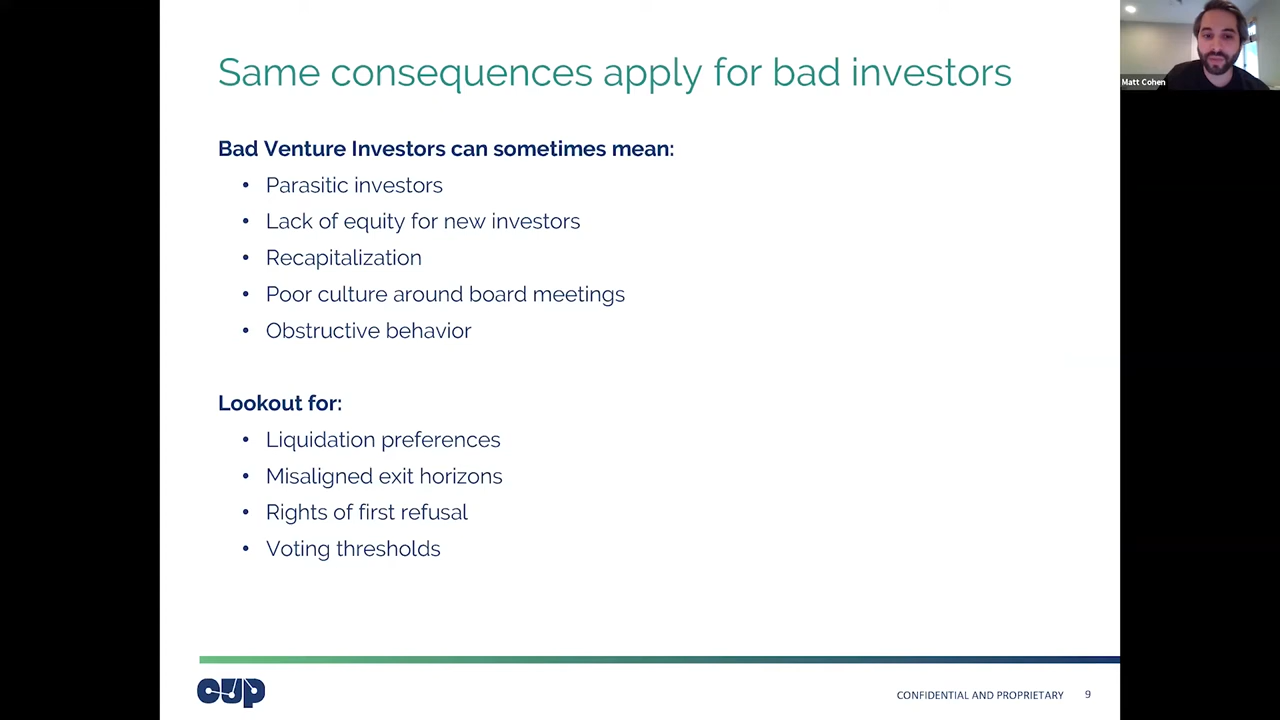 Same consequences apply for bad investors
Matt Cohen
Bad Venture Investors can sometimes mean:
• Parasitic investors
• Lack of equity for new investors
• Recapitalization
• Poor culture around board meetings
• Obstructive behavior
Lookout for:
• Liquidation preferences
• Misaligned exit horizons
• Rights of first refusal
• Voting thresholds
CVP
CONFIDENTIAL AND PROPRIETARY 9